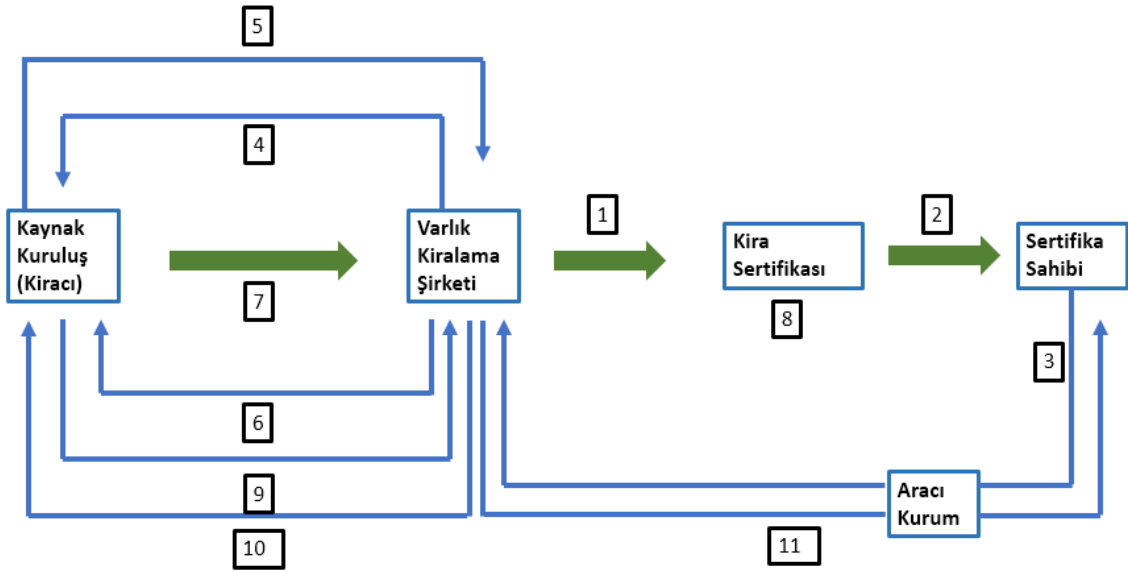 5
4
Kaynak
Kuruluş
(Kiracı)
7
Varlık
Kiralama
Şirketi
1
Kira
Sertifikası
8
2
Sertifika
Sahibi
3
6
9
10
Aracı
Kurum
11